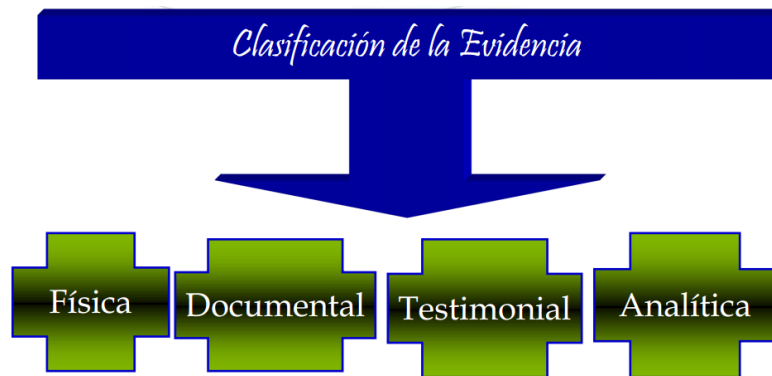 Clasificación de la Evidencia
Física
Documental
Testimonial
Analítica